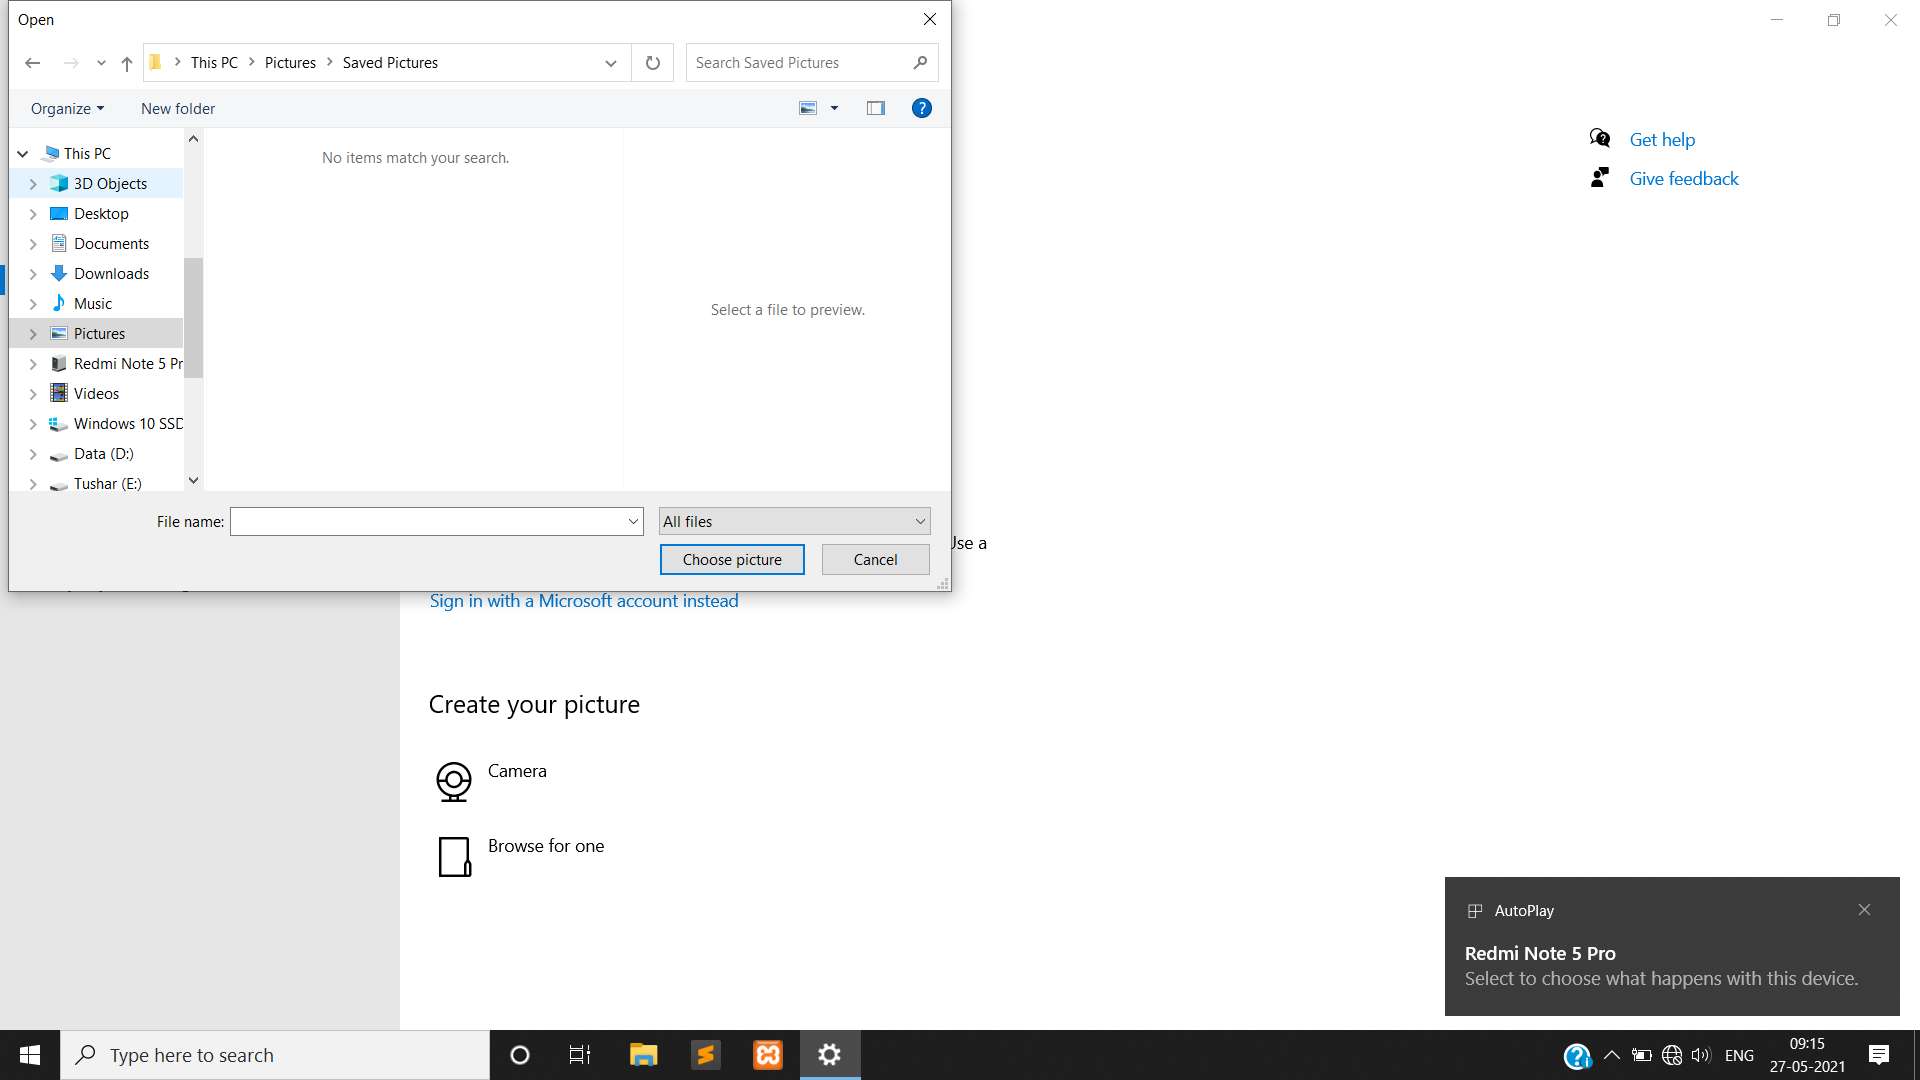 Open
This PC
Pictures
Saved Pictures
Search Saved Pictures
Organize
New folder
This PC
3D Objects
Desktop
Documents
Downloads
Music
Pictures
Redmi Note 5 Pr
Videos
Windows 10 SSD
Data (D:)
Tushar (E:)
No items match your search.
Select a file to preview.
File name:
All files
Choose picture
Cancel
Get help
Give feedback
Use a
Sign in with a Microsoft account instead
Create your picture
Camera
Browse for one
AutoPlay
Redmi Note 5 Pro
Select to choose what happens with this device.
Type here to search
ENG
09:15
27-05-2021